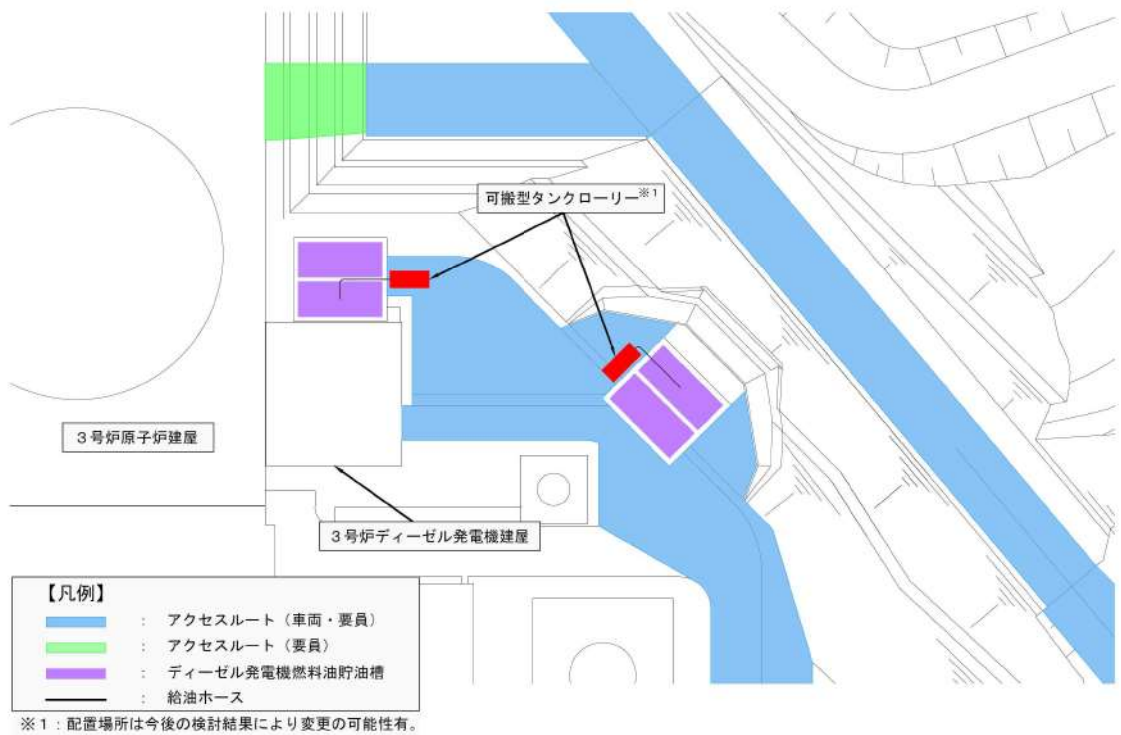 可搬型タンクローリー※1
3号炉原子炉建屋
3号炉ディーゼル発電機建屋
【凡例】
： アクセスルート（車両・要員）
： アクセスルート（要員）
： ディーゼル発電機燃料油貯油槽
： 給油ホース
※1：配置場所は今後の検討結果により変更の可能性有。